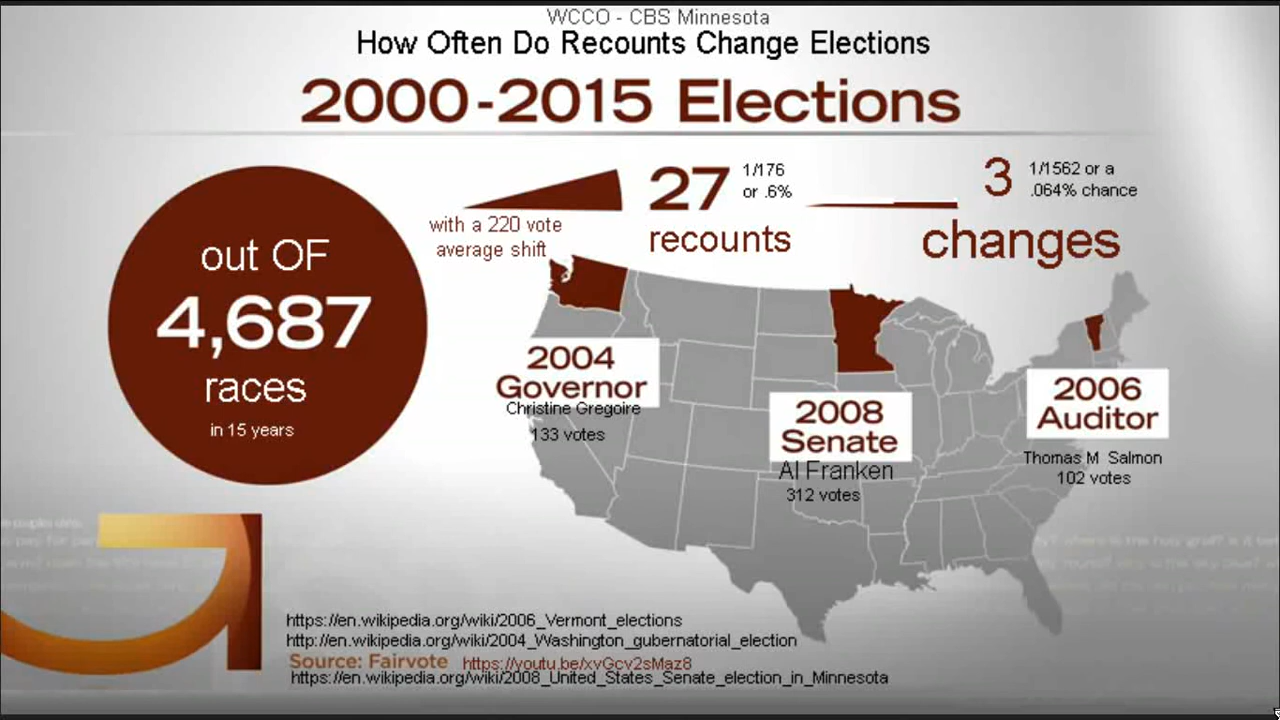 WCCO - CBS Minnesota
How Often Do Recounts Change Elections
2000-2015 Elections
out OF
4,687
races
in 15 years
with a 220 vote
average shift
27
1/176
or .6%
recounts
3
1/1562 or a
.064% chance
changes
2004
Governor
Christine Gregoire
133 votes
2008
Senate
Al Franken
312 votes
2006
Auditor
Thomas M Salmon
102 votes
https://en.wikipedia.org/wiki/2006_Vermont_elections
http://en.wikipedia.org/wiki/2004_Washington_gubernatorial_election
Source: Fairvote https://youtu.be/xvGcv2sMaz8
https://en.wikipedia.org/wiki/2008_United_States_Senate_election_in_Minnesota